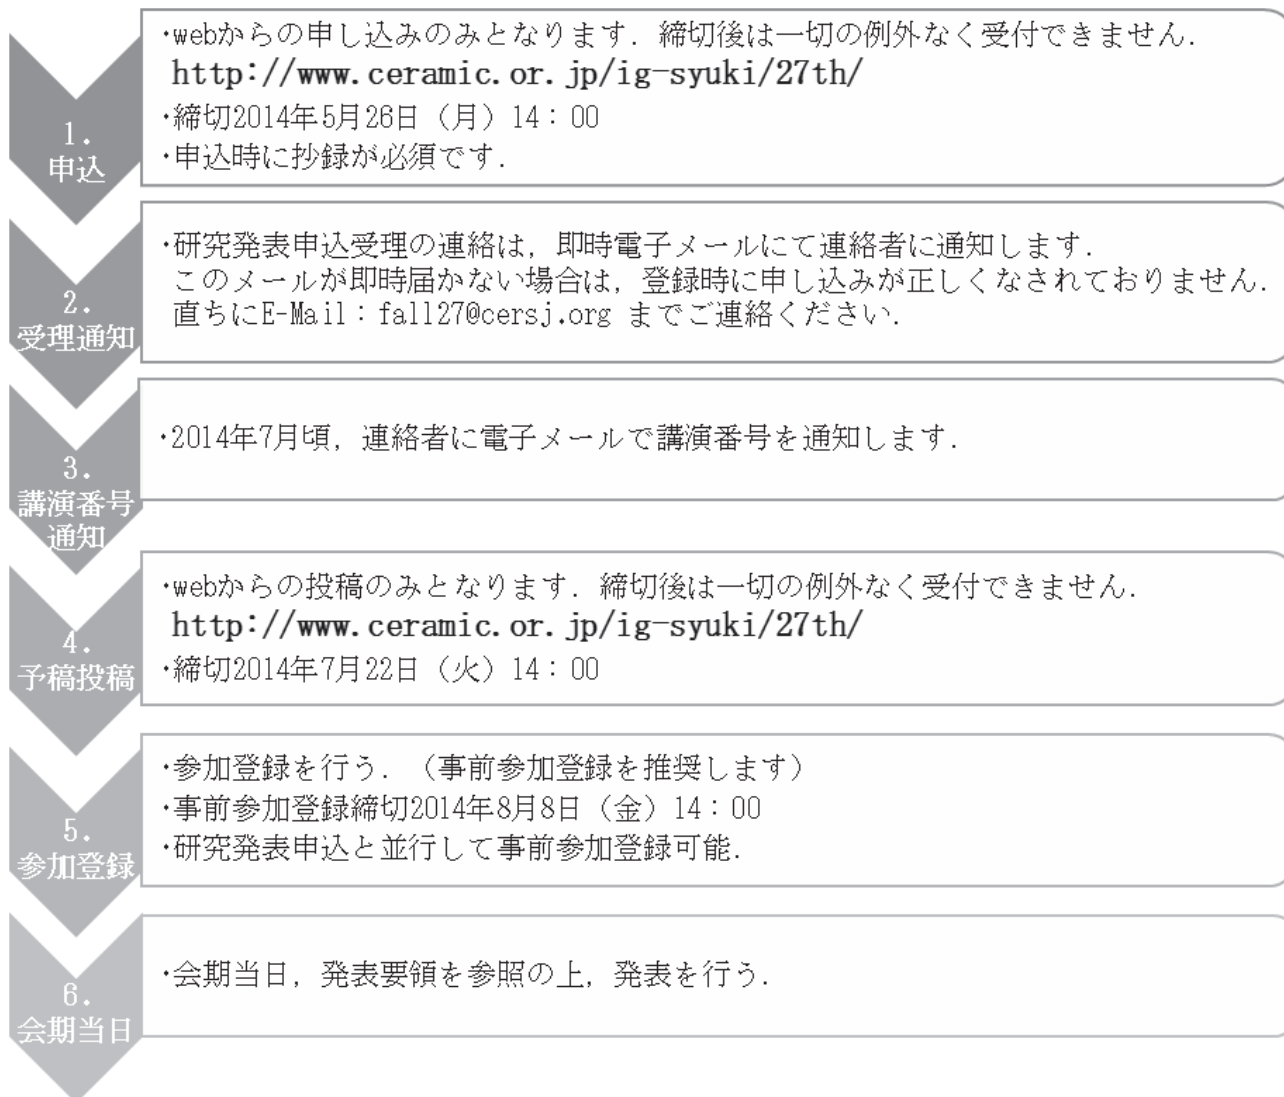 1.
申込
・webからの申し込みのみとなります．締切後は一切の例外なく受付できません．
http://www.ceramic.or.jp/ig-syuki/27th/
・締切2014年5月26日（月）14：00
・申込時に抄録が必須です．
2.
受理通知
・研究発表申込受理の連絡は，即時電子メールにて連絡者に通知します．
このメールが即時届かない場合は，登録時に申し込みが正しくなされておりません．
直ちにE-Mail：fall27@cersj.org までご連絡ください．
3.
講演番号
通知
・2014年7月頃，連絡者に電子メールで講演番号を通知します．
4.
予稿投稿
・webからの投稿のみとなります．締切後は一切の例外なく受付できません．
http://www.ceramic.or.jp/ig-syuki/27th/
・締切2014年7月22日（火）14：00
5.
参加登録
・参加登録を行う．（事前参加登録を推奨します）
・事前参加登録締切2014年8月8日（金）14：00
・研究発表申込と並行して事前参加登録可能．
6.
会期当日
・会期当日，発表要領を参照の上，発表を行う．